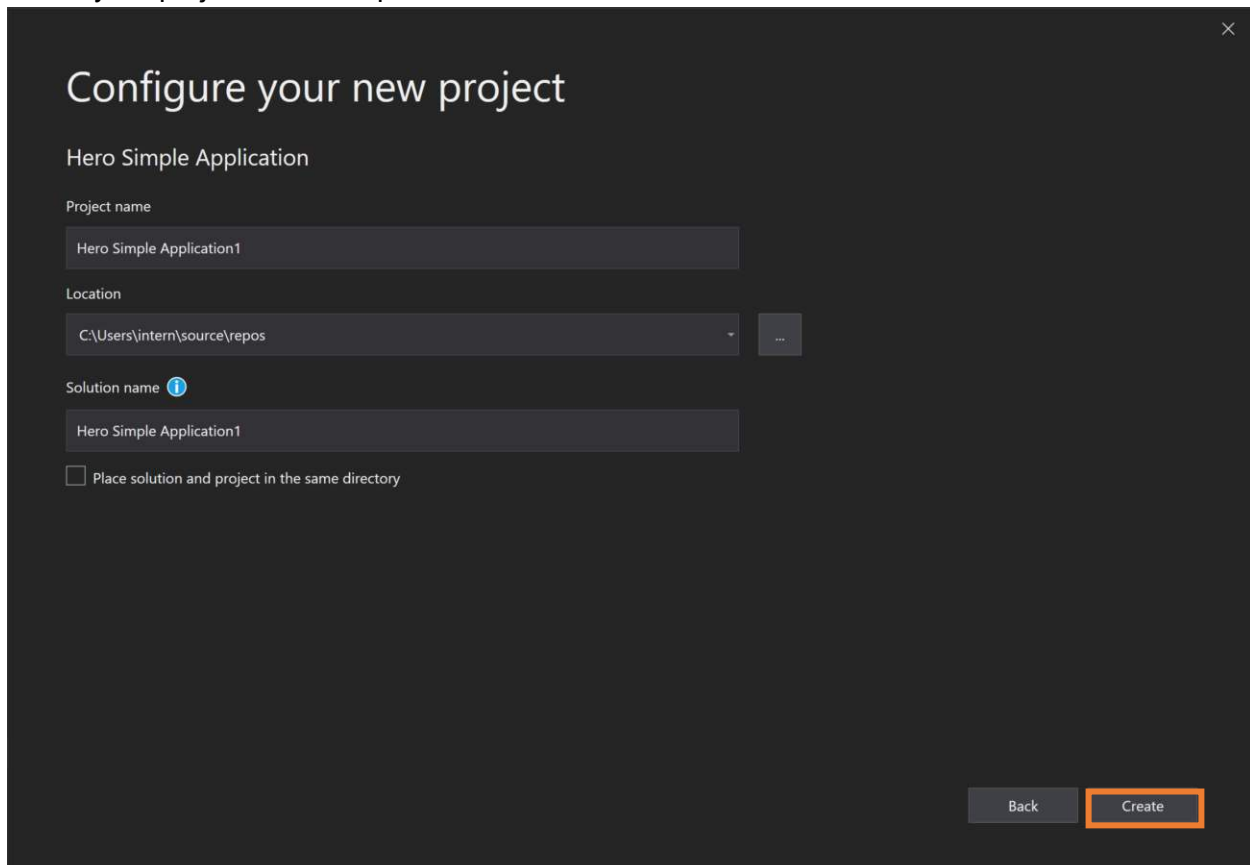 Configure your new project
Hero Simple Application
Project name
Hero Simple Application1
Location
C:\Users\intern\source\repos
...
Solution name
Hero Simple Application1
Place solution and project in the same directory
Back Create